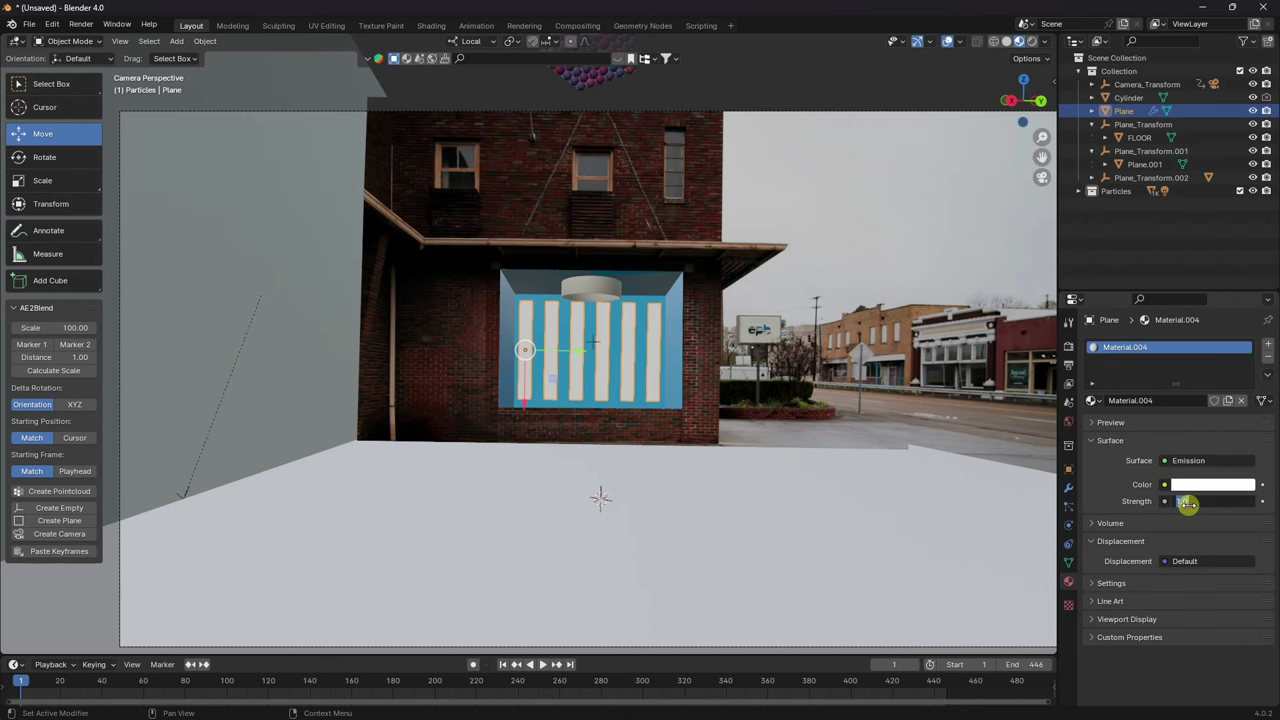 * (Unsaved) - Blender 4.0
File Edit Render Window Help Layout Modeling Sculpting UV Editing Texture Paint Shading Animation Rendering Compositing Geometry Nodes Scripting + Scene ViewLayer
Object Mode View Select Add Object Local
Orientation: Default Drag: Select Box Options
Select Box
Cursor
Move
Rotate
Scale
Transform
Annotate
Measure
Add Cube
AE2Blend
Scale 100.00
Marker 1 Marker 2
Distance 1.00
Calculate Scale
Delta Rotation:
Orientation XYZ
Starting Position:
Match Cursor
Starting Frame:
Match Playhead
Create Pointcloud
Create Empty
Create Plane
Create Camera
Paste Keyframes
Camera Perspective
(1) Particles | Plane
Z
X
Y
epb
Scene Collection
Collection
Camera_Transform
Cylinder
Plane
Plane_Transform
FLOOR
Plane_Transform.001
Plane.001
Plane_Transform.002
Particles
Plane > Material.004
Material.004
Material.004
Preview
Surface
Surface Emission
Color
Strength
Volume
Displacement
Displacement Default
Settings
Line Art
Viewport Display
Custom Properties
Playback Keying View Marker 1 Start 1 End 446
1 20 40 60 80 100 120 140 160 180 200 220 240 260 280 300 320 340 360 380 400 420 440 460 480
Set Active Modifier Pan View Context Menu 4.0.2